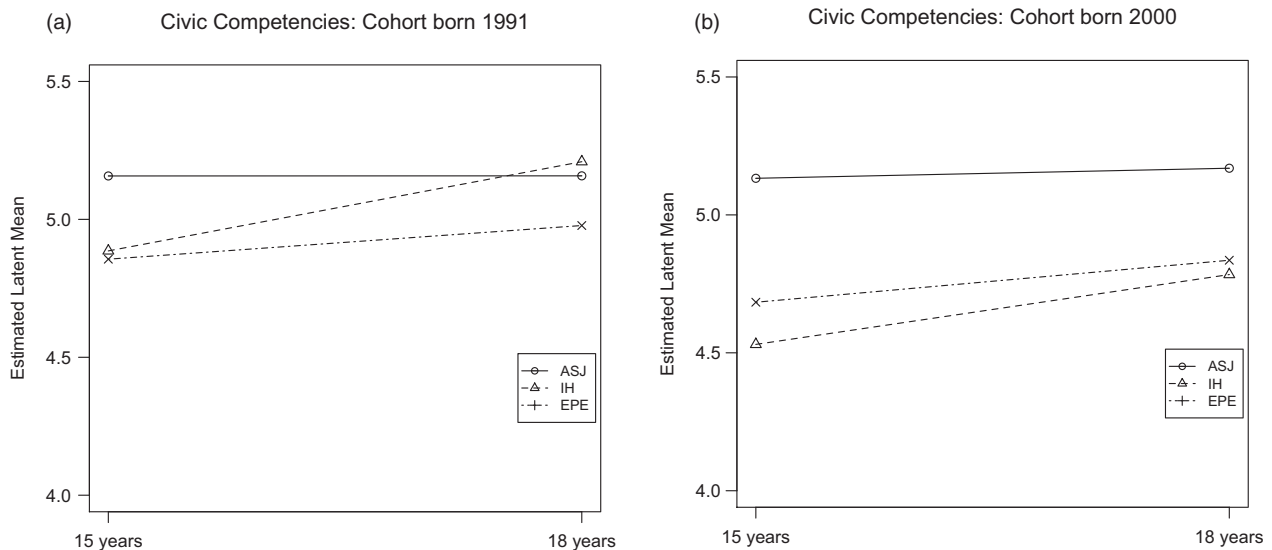 (a)
Civic Competencies: Cohort born 1991
Estimated Latent Mean
5.5
5.0
4.5
4.0
ASJ
IH
EPE
15 years
18 years
(b)
Civic Competencies: Cohort born 2000
Estimated Latent Mean
5.5
5.0
4.5
4.0
ASJ
IH
EPE
15 years
18 years